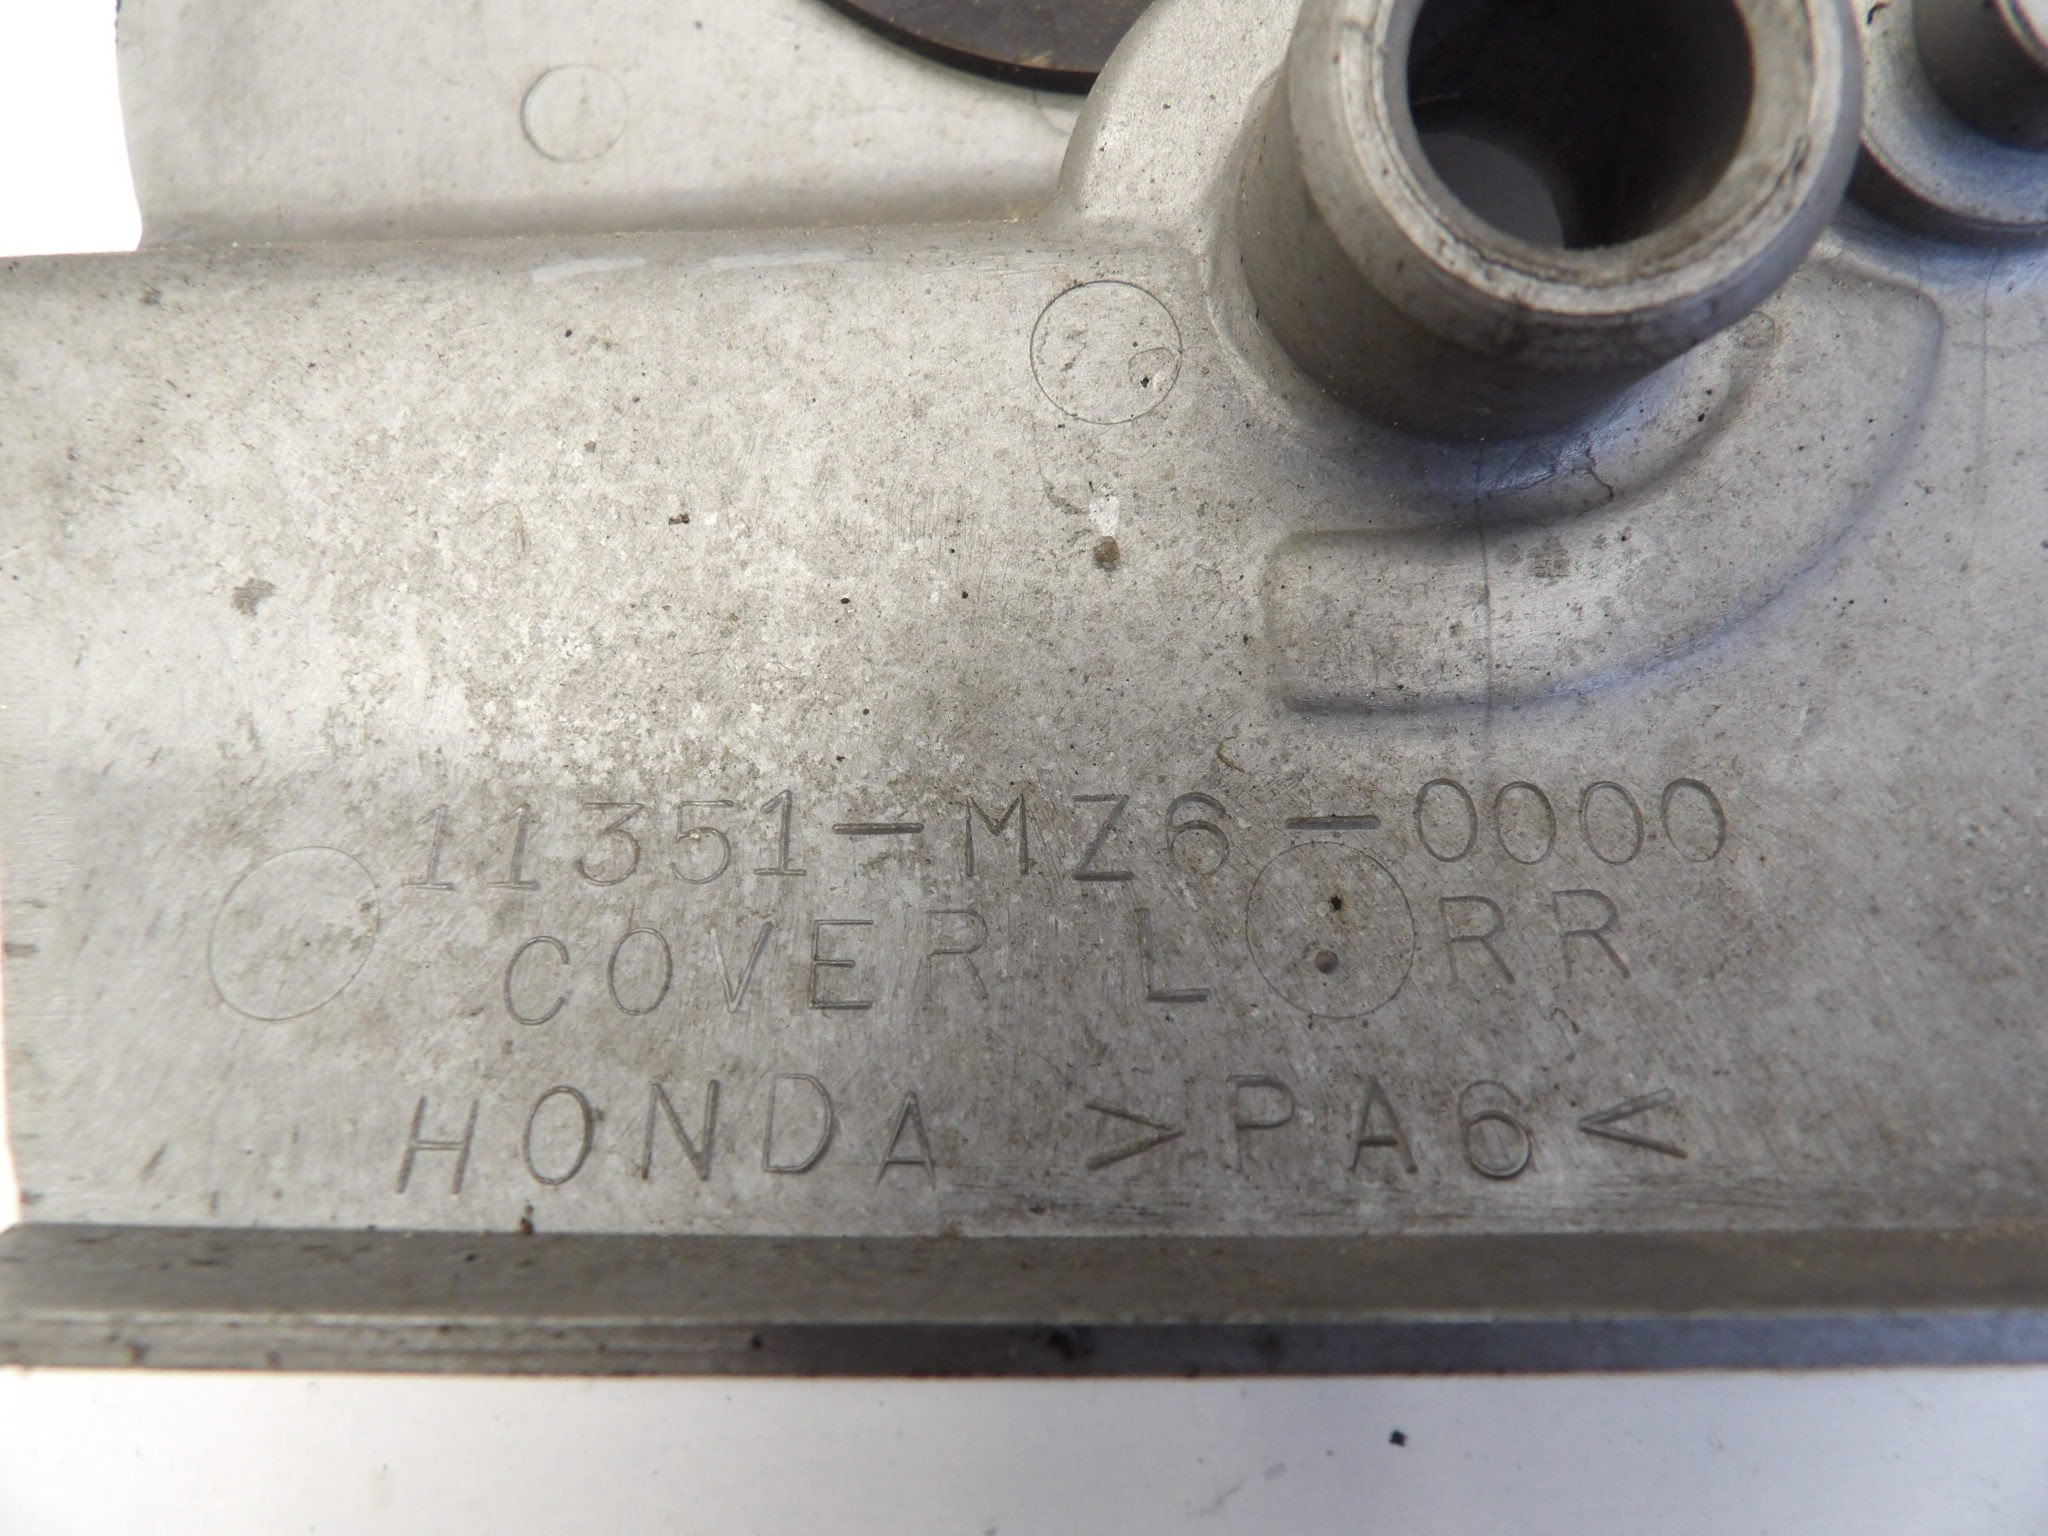 11351-MZ6-0000
COVER L. RR
HONDA >PA6<